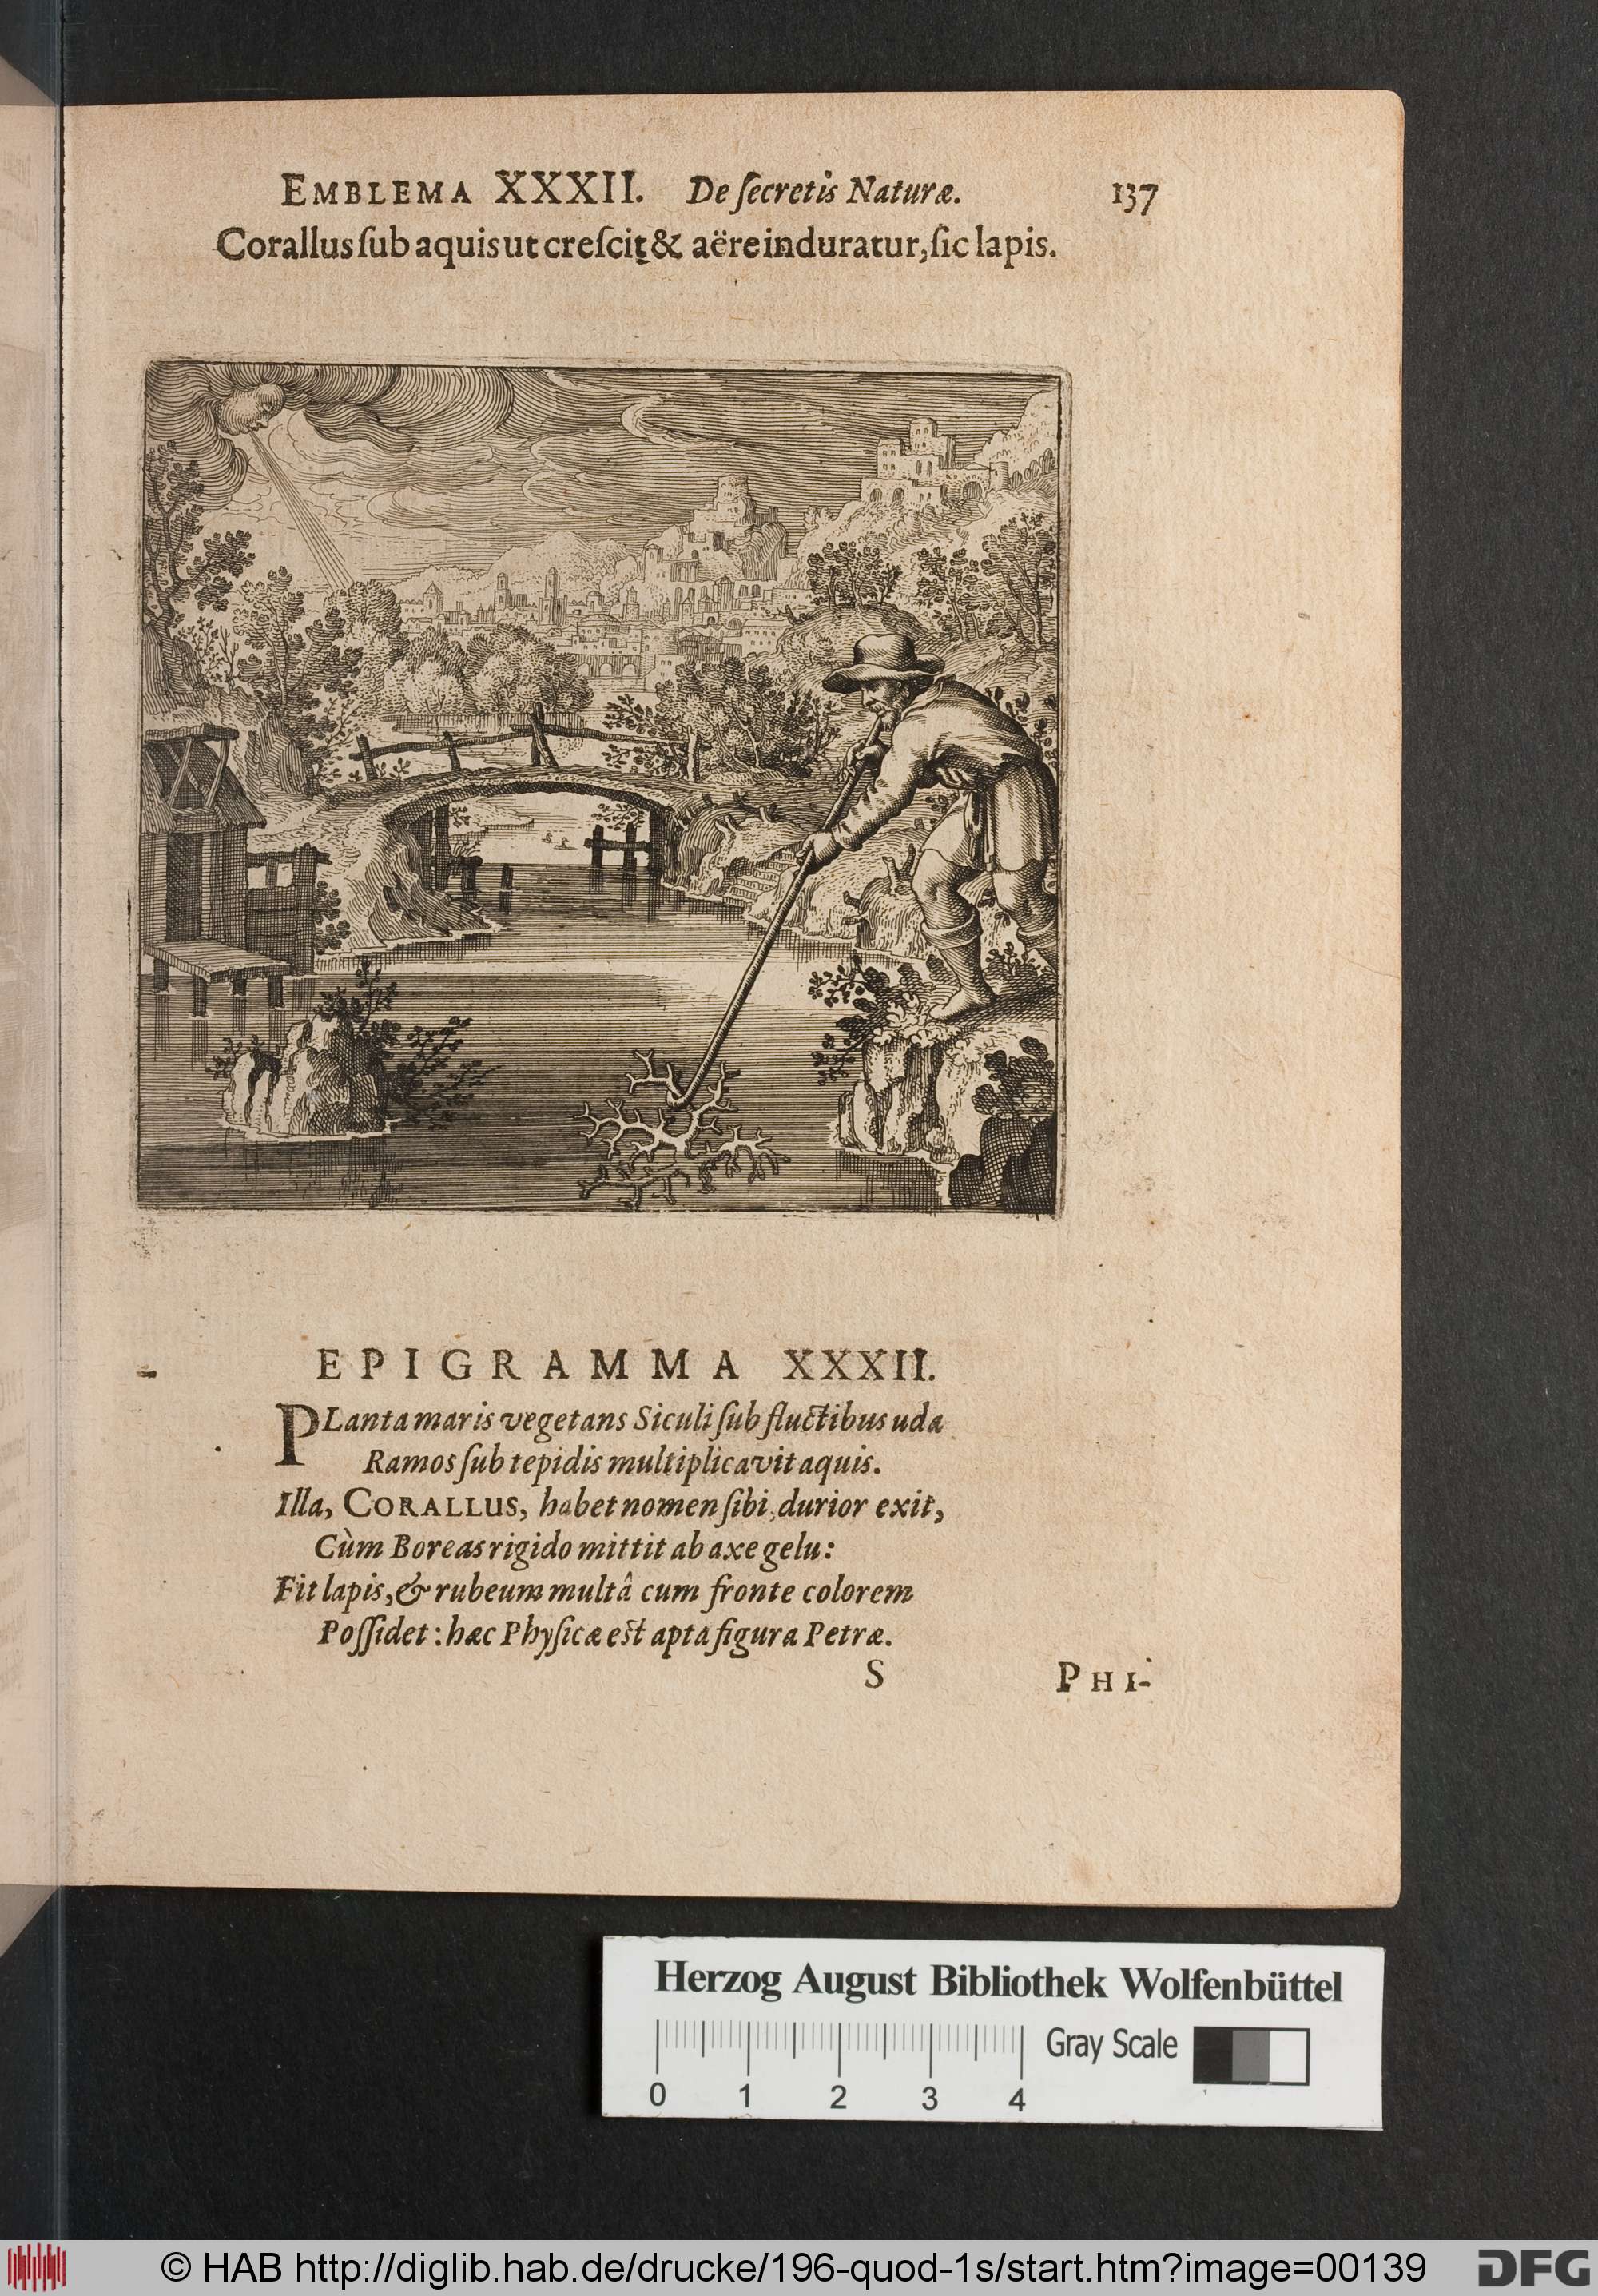 EMBLEMA XXXII. De ſecretis Naturæ. 137
Corallus ſub aquis ut creſcit & aëre induratur, ſic lapis.
EPIGRAMMA XXXII.
PLanta maris vegetans Siculi ſub fluctibus uda
Ramos ſub tepidis multiplicavit aquis.
Illa, CORALLUS, habet nomen ſibi, durior exit,
Cùm Boreas rigido mittit ab axe gelu:
Fit lapis, & rubeum multâ cum fronte colorem
Poſſidet: hæc Phyſicæ eſt apta figura Petræ.
S PHI-
Herzog August Bibliothek Wolfenbüttel
Gray Scale
0 1 2 3 4
© HAB http://diglib.hab.de/drucke/196-quod-1s/start.htm?image=00139 DFG